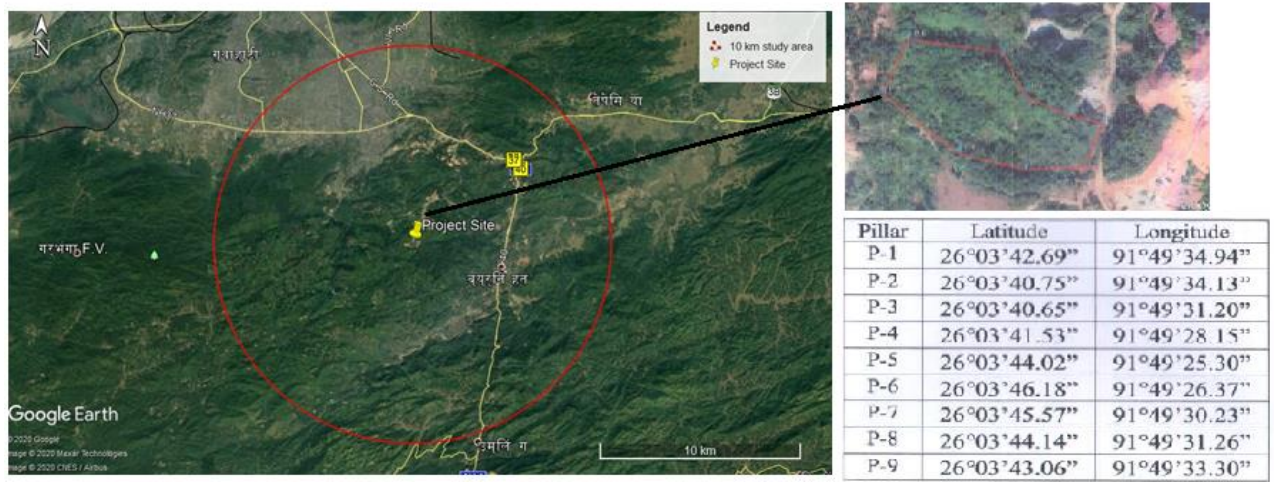 N
Legend
10 km study area
Project Site
गुवाहाटी
G.S Rd
38
37
40
Project Site
गरभंगा F.V.
10 km
Google Earth
© 2020 Google
Image © 2020 Maxar Technologies
Image © 2020 CNES / Airbus
Pillar Latitude Longitude
P-1 26°03'42.69” 91°49'34.94”
P-2 26°03'40.75” 91°49'34.13”
P-3 26°03'40.65” 91°49'31.20”
P-4 26°03'41.53” 91°49'28.15”
P-5 26°03'44.02” 91°49'25.30”
P-6 26°03'46.18” 91°49'26.37”
P-7 26°03'45.57” 91°49'30.23”
P-8 26°03'44.14” 91°49'31.26”
P-9 26°03'43.06” 91°49'33.30”